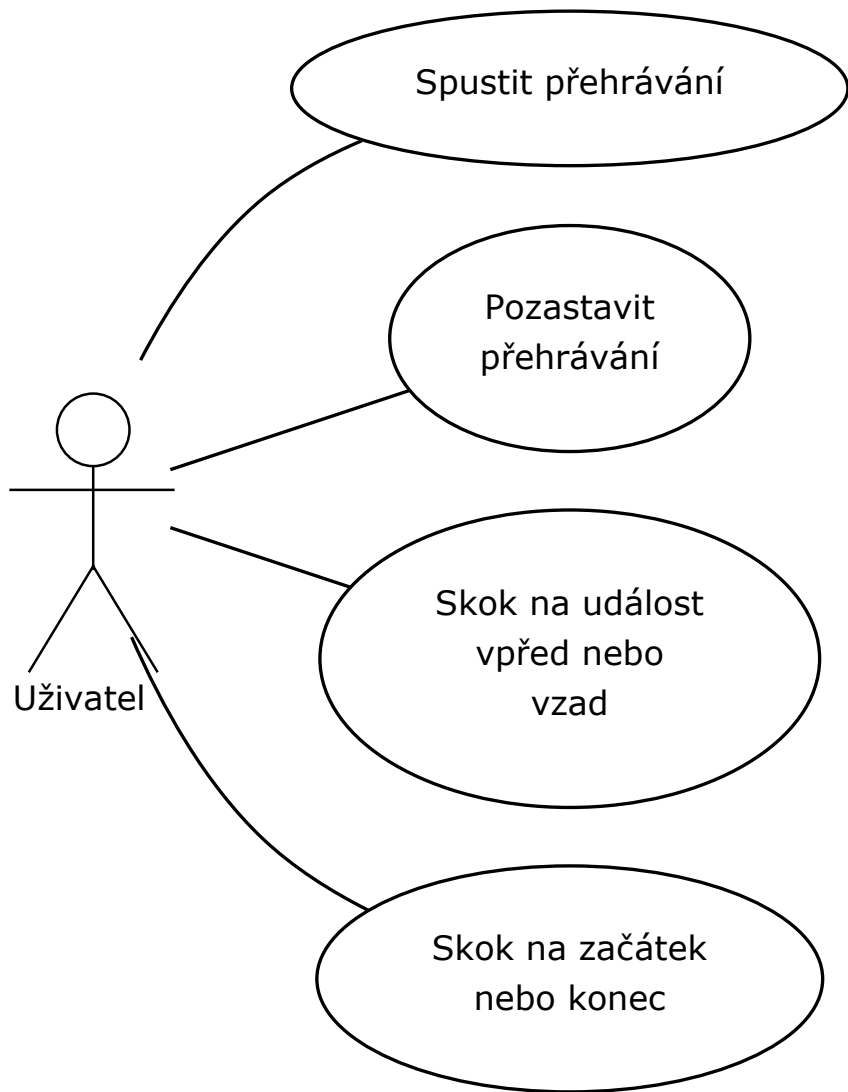 Spustit přehrávání
Pozastavit
přehrávání
Skok na událost
vpřed nebo
vzad
Uživatel
Skok na začátek
nebo konec